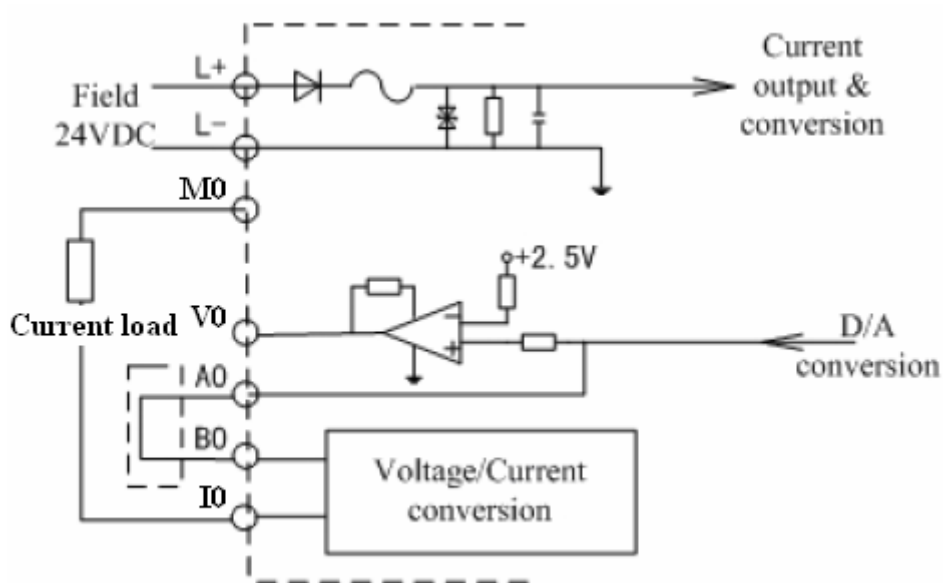 L+
Field
24VDC
L-
M0
Current load
V0
A0
B0
I0
Current
output &
conversion
+2.5V
D/A
conversion
-
+
Voltage/Current
conversion